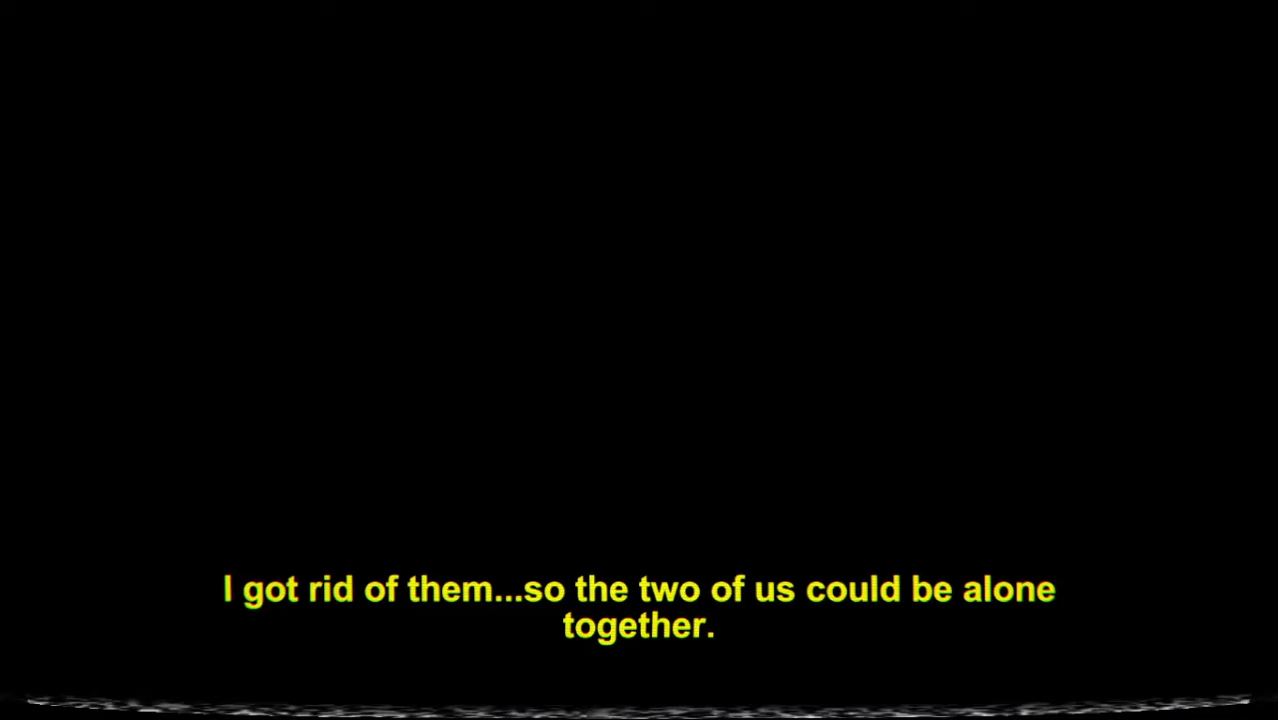 I got rid of them...so the two of us could be alone
together.